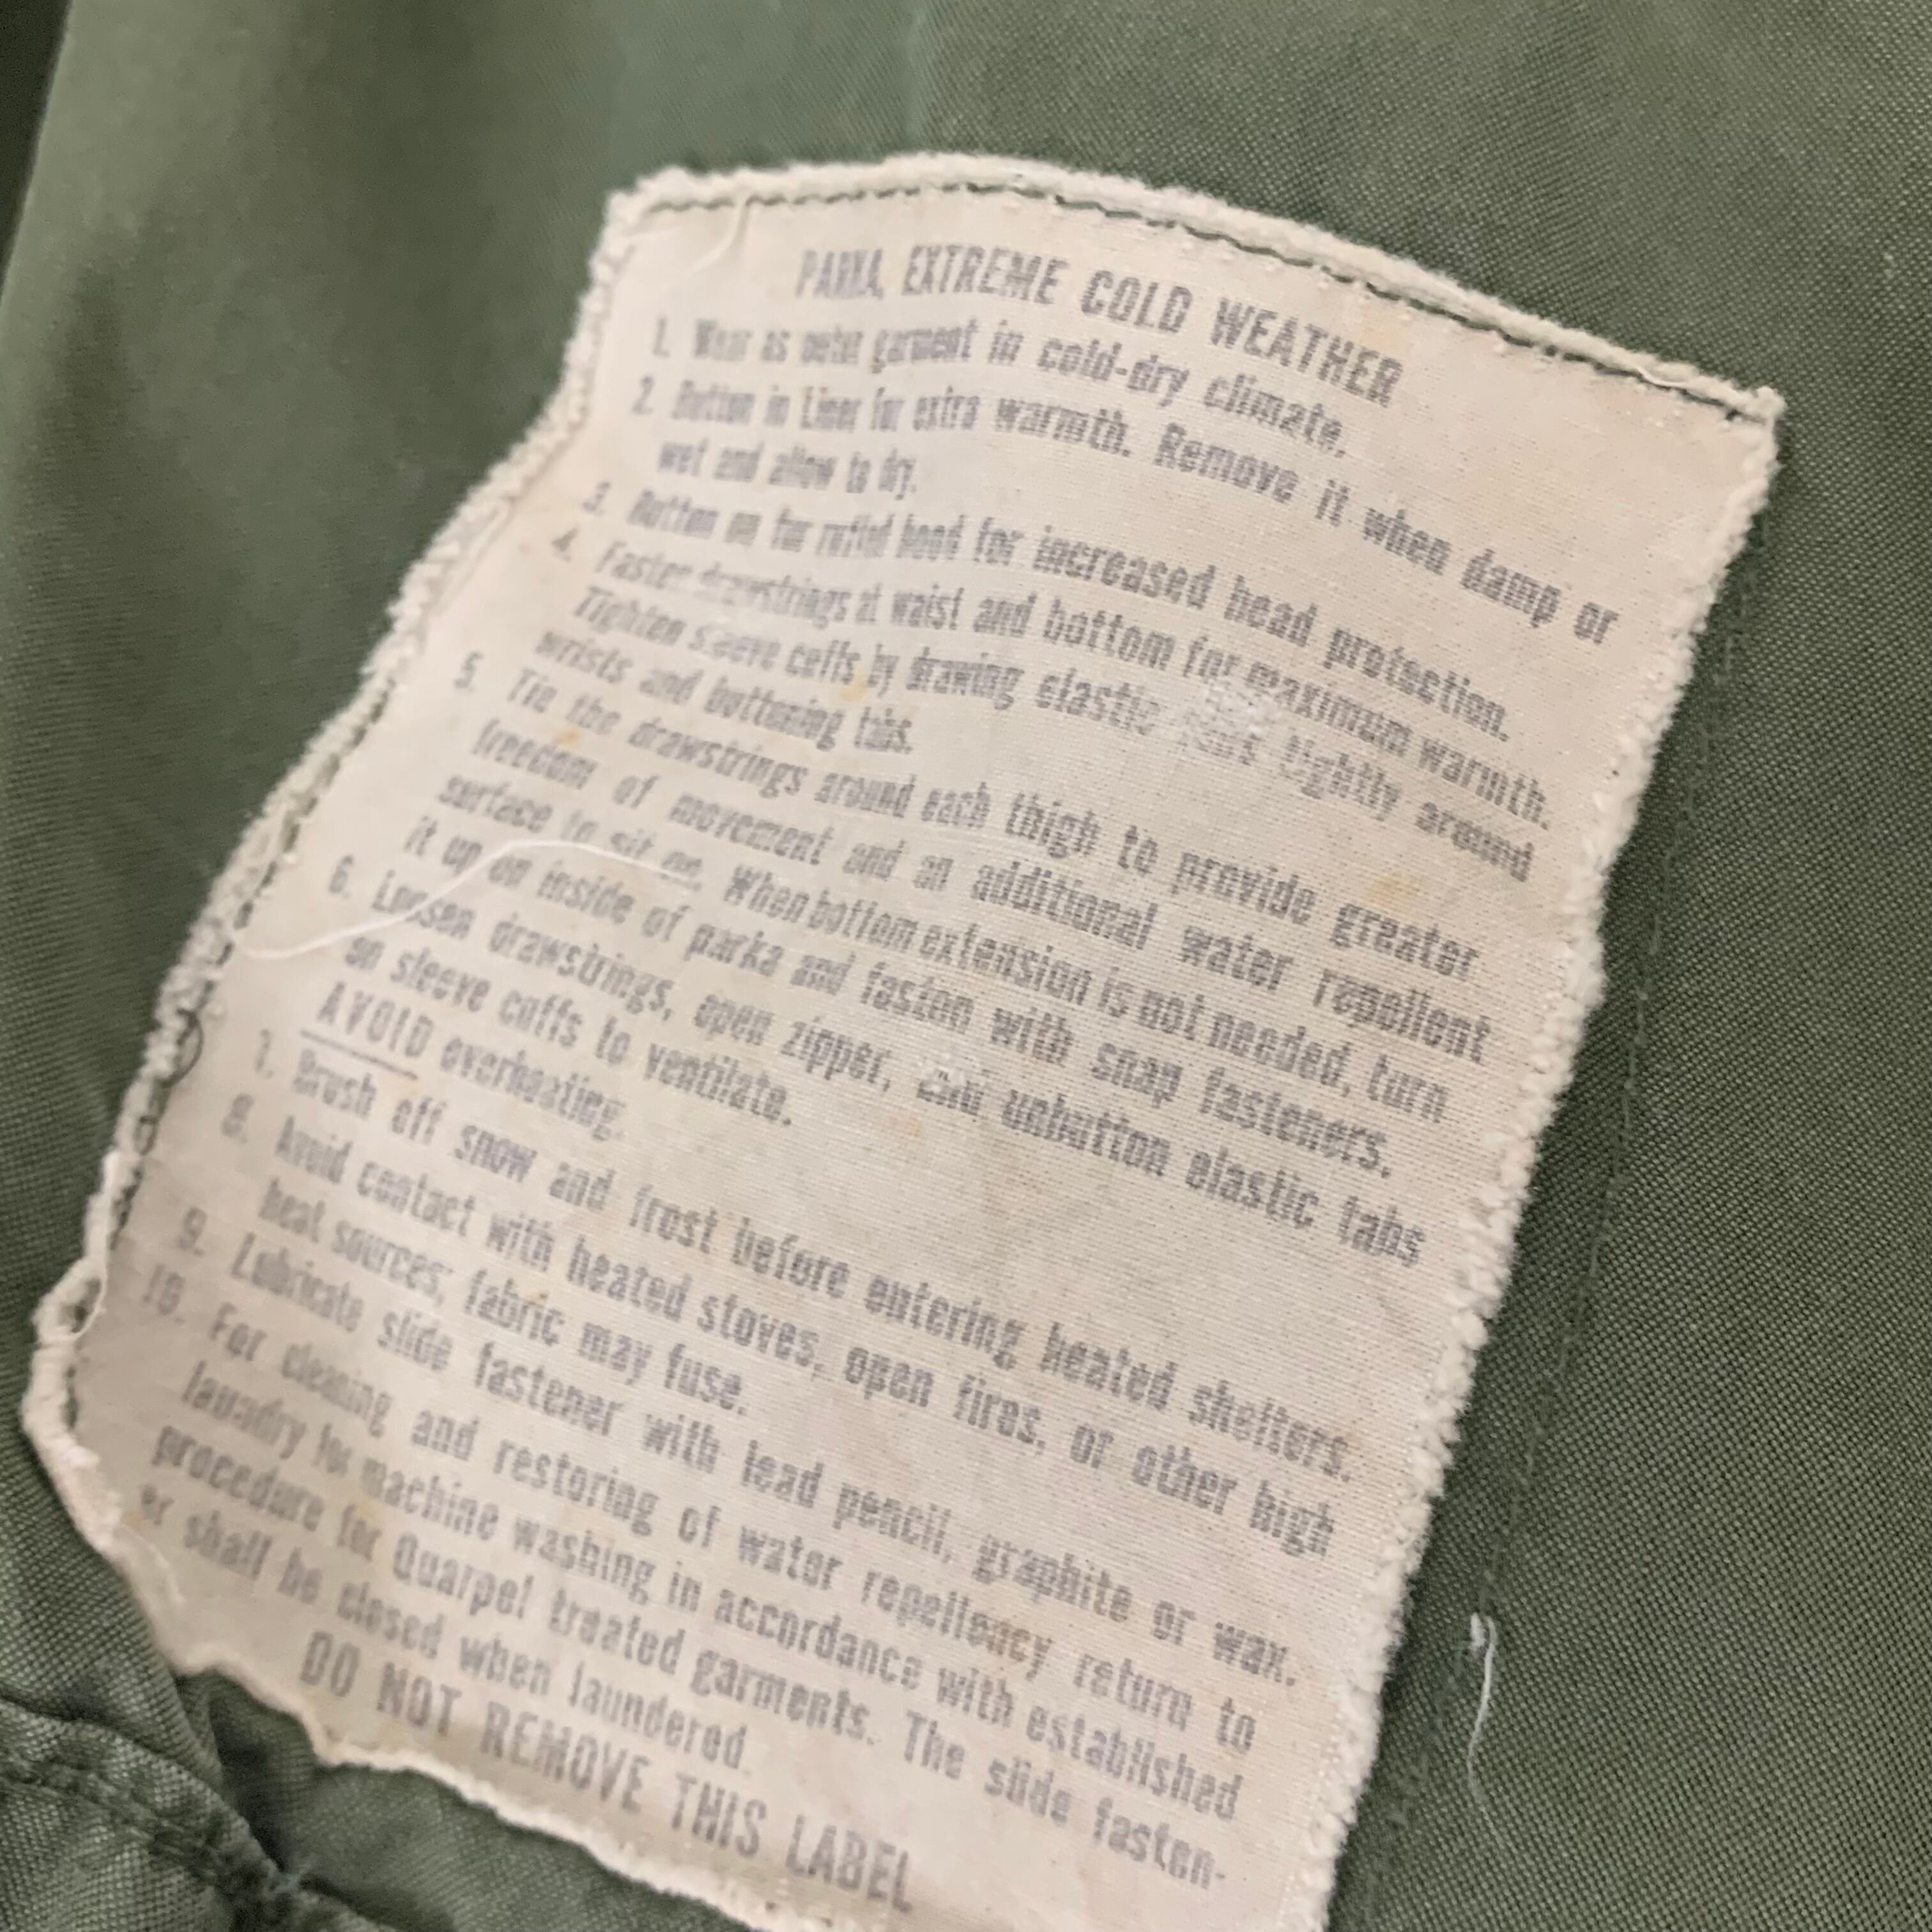 PARKA, EXTREME COLD WEATHER
1. Wear as outer garment in cold-dry climate.
2. Button in Liner for extra warmth. Remove it when damp or
wet and allow to dry.
3. Button on fur ruffed hood for increased head protection.
4. Fasten drawstrings at waist and bottom for maximum warmth.
Tighten sleeve cuffs by drawing elastic tabs tightly around
wrists and buttoning tabs.
5. Tie the drawstrings around each thigh to provide greater
freedom of movement and an additional water repellent
surface to sit on. When bottom extension is not needed, turn
it up on inside of parka and fasten with snap fasteners.
6. Loosen drawstrings, open zipper, and unbutton elastic tabs
on sleeve cuffs to ventilate.
AVOID overheating.
7. Brush off snow and frost before entering heated shelters.
8. Avoid contact with heated stoves, open fires, or other high
heat sources; fabric may fuse.
9. Lubricate slide fastener with lead pencil, graphite or wax.
10. For cleaning and restoring of water repellency return to
laundry for machine washing in accordance with established
procedure for Quarpel treated garments. The slide fasten-
er shall be closed when laundered.
DO NOT REMOVE THIS LABEL